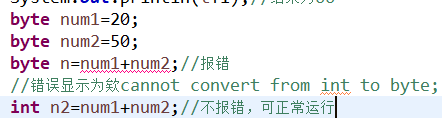 byte num1=20;
byte num2=50;
byte n=num1+num2;//报错
//错误显示为欸cannot convert from int to byte;
int n2=num1+num2;//不报错，可正常运行